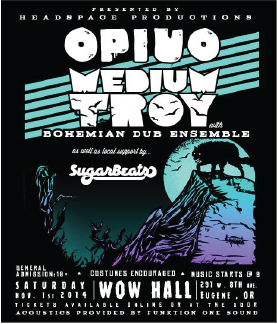 PRESENTED BY
HEADSPACE PRODUCTIONS
OPIUO
MEDIUM
TROY
with
BOHEMIAN DUB ENSEMBLE
as well as local support by...
SugarBeats
GENERAL
ADMISSION:18+ * COSTUMES ENCOURAGED * MUSIC STARTS @ 9
SATURDAY
NOV. 1ST 2014
WOW HALL
291 W. 8TH AVE.
EUGENE, OR
TICKETS AVAILABLE ONLINE OR AT THE DOOR
ACOUSTICS PROVIDED BY FUNKTION ONE SOUND